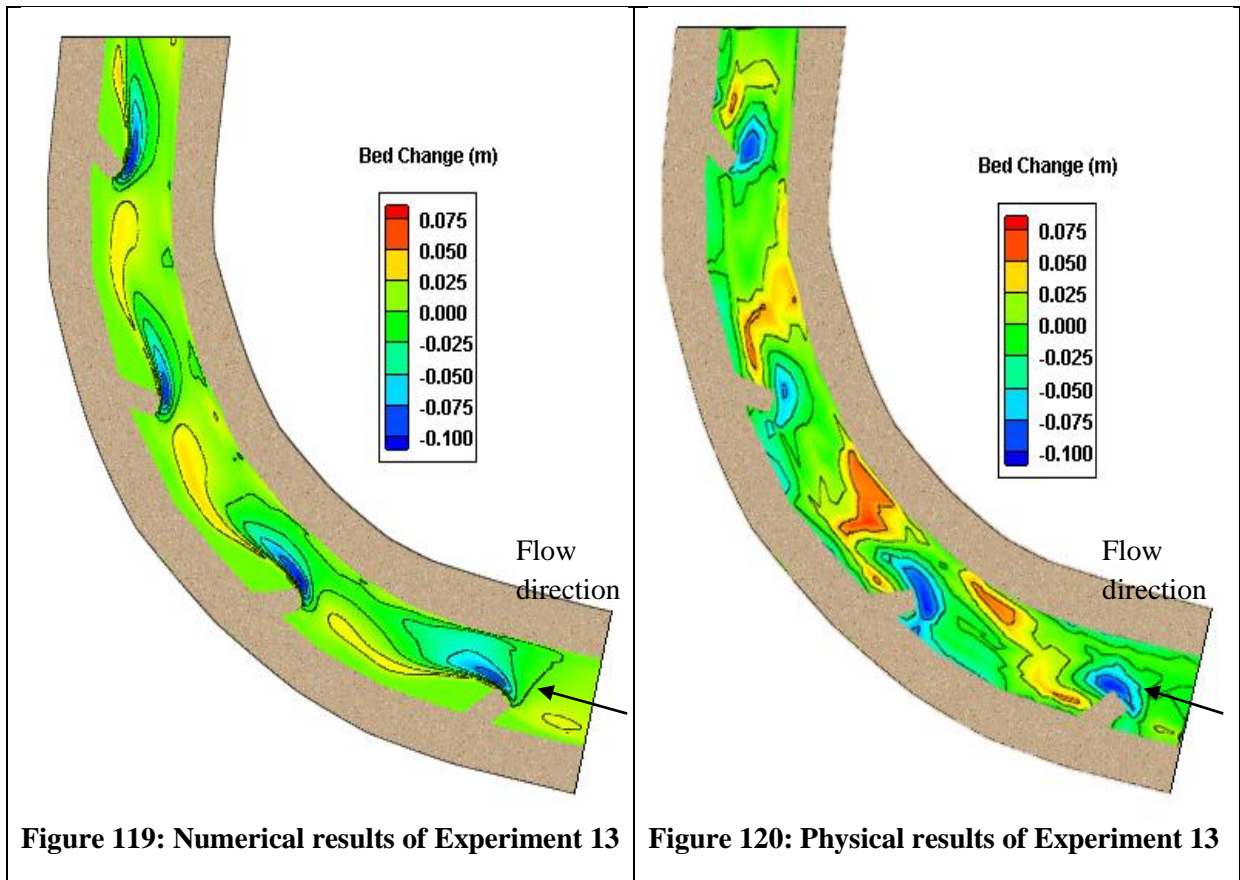 Bed Change (m)
0.075
0.050
0.025
0.000
-0.025
-0.050
-0.075
-0.100
Flow
direction
Figure 119: Numerical results of Experiment 13
Bed Change (m)
0.075
0.050
0.025
0.000
-0.025
-0.050
-0.075
-0.100
Flow
direction
Figure 120: Physical results of Experiment 13